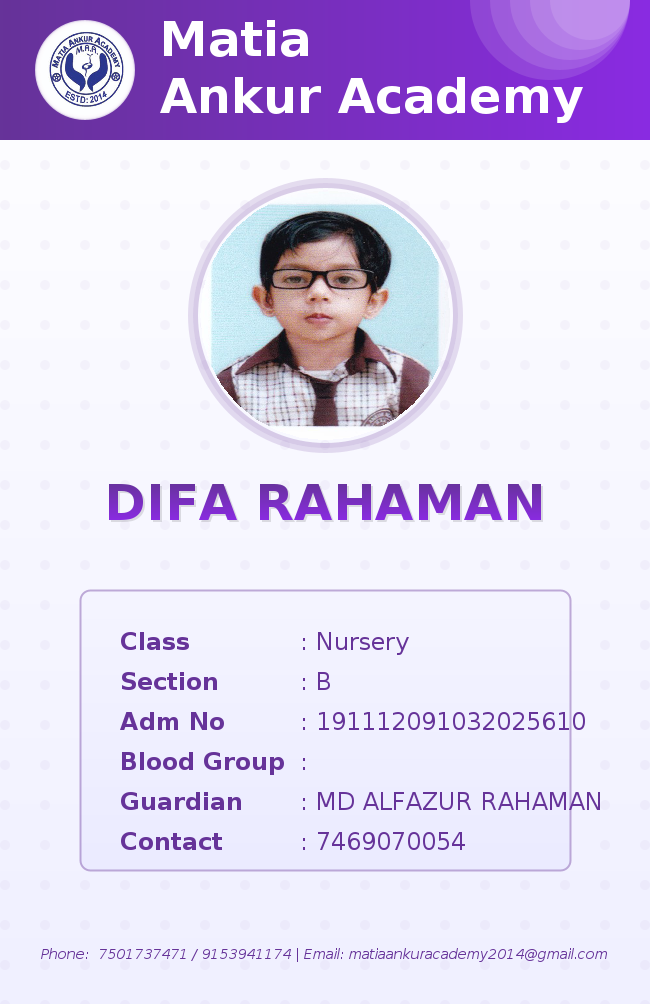 Matia
Ankur Academy
MATIA ANKUR ACADEMY
M.A.A
ESTD: 2014
DIFA RAHAMAN
Class : Nursery
Section : B
Adm No : 191112091032025610
Blood Group :
Guardian : MD ALFAZUR RAHAMAN
Contact : 7469070054
Phone: 7501737471 / 9153941174 | Email: matiaankuracademy2014@gmail.com